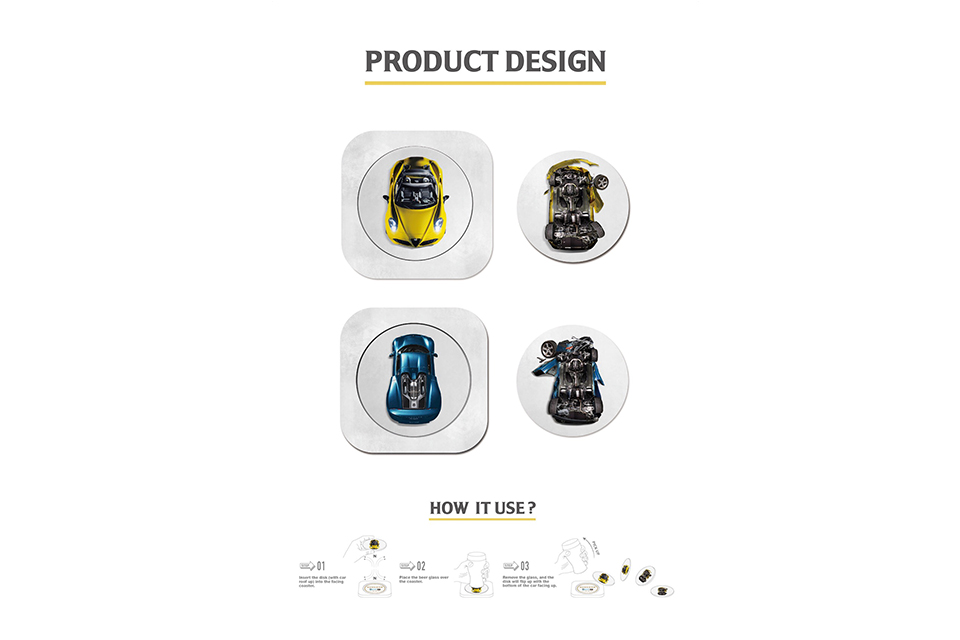 PRODUCT DESIGN
HOW IT USE?
01
Insert the disk (with car
roof up) into the facing
coaster.
02
Place the beer glass over
the coaster.
03
Remove the glass, and the
disk will flip up with the
bottom of the car facing up.
PICK UP